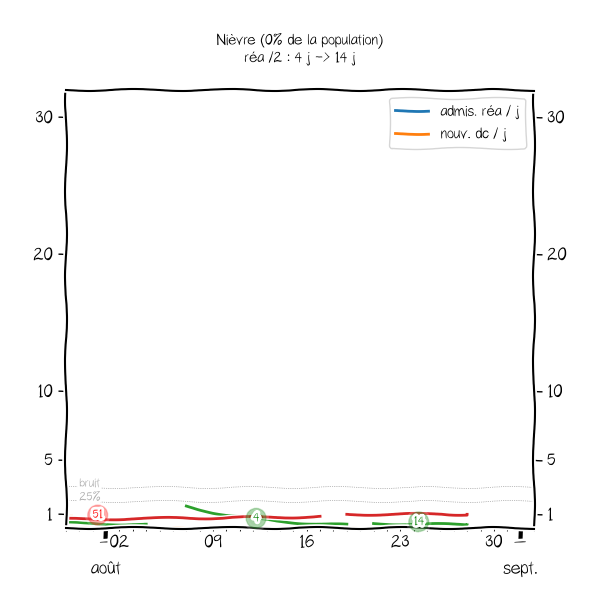 Nièvre (0% de la population)
réa /2 : 4 j -> 14 j
admis. réa / j
nouv. dc / j
30
30
20
20
10
10
5
5
bruit
25%
1
51
4
14
1
02
09
16
23
30
août
sept.